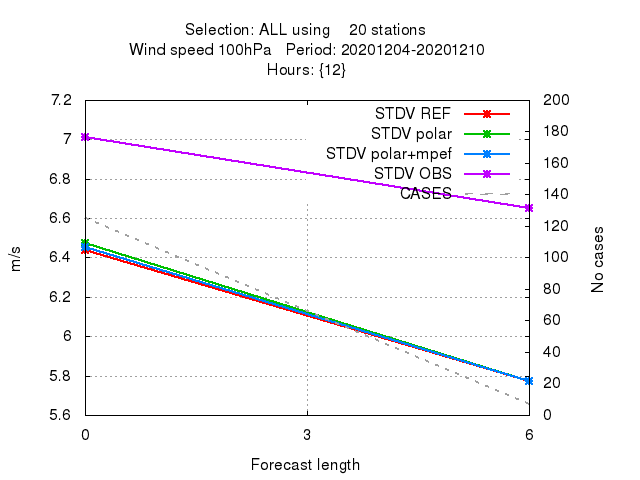 Selection: ALL using 20 stations
Wind speed 100hPa Period: 20201204-20201210
Hours: {12}
7.2
7
6.8
6.6
6.4
6.2
6
5.8
5.6
200
180
160
140
120
100
80
60
40
20
0
STDV REF
STDV polar
STDV polar+mpef
STDV OBS
CASES
m/s
No cases
0 3 6
Forecast length